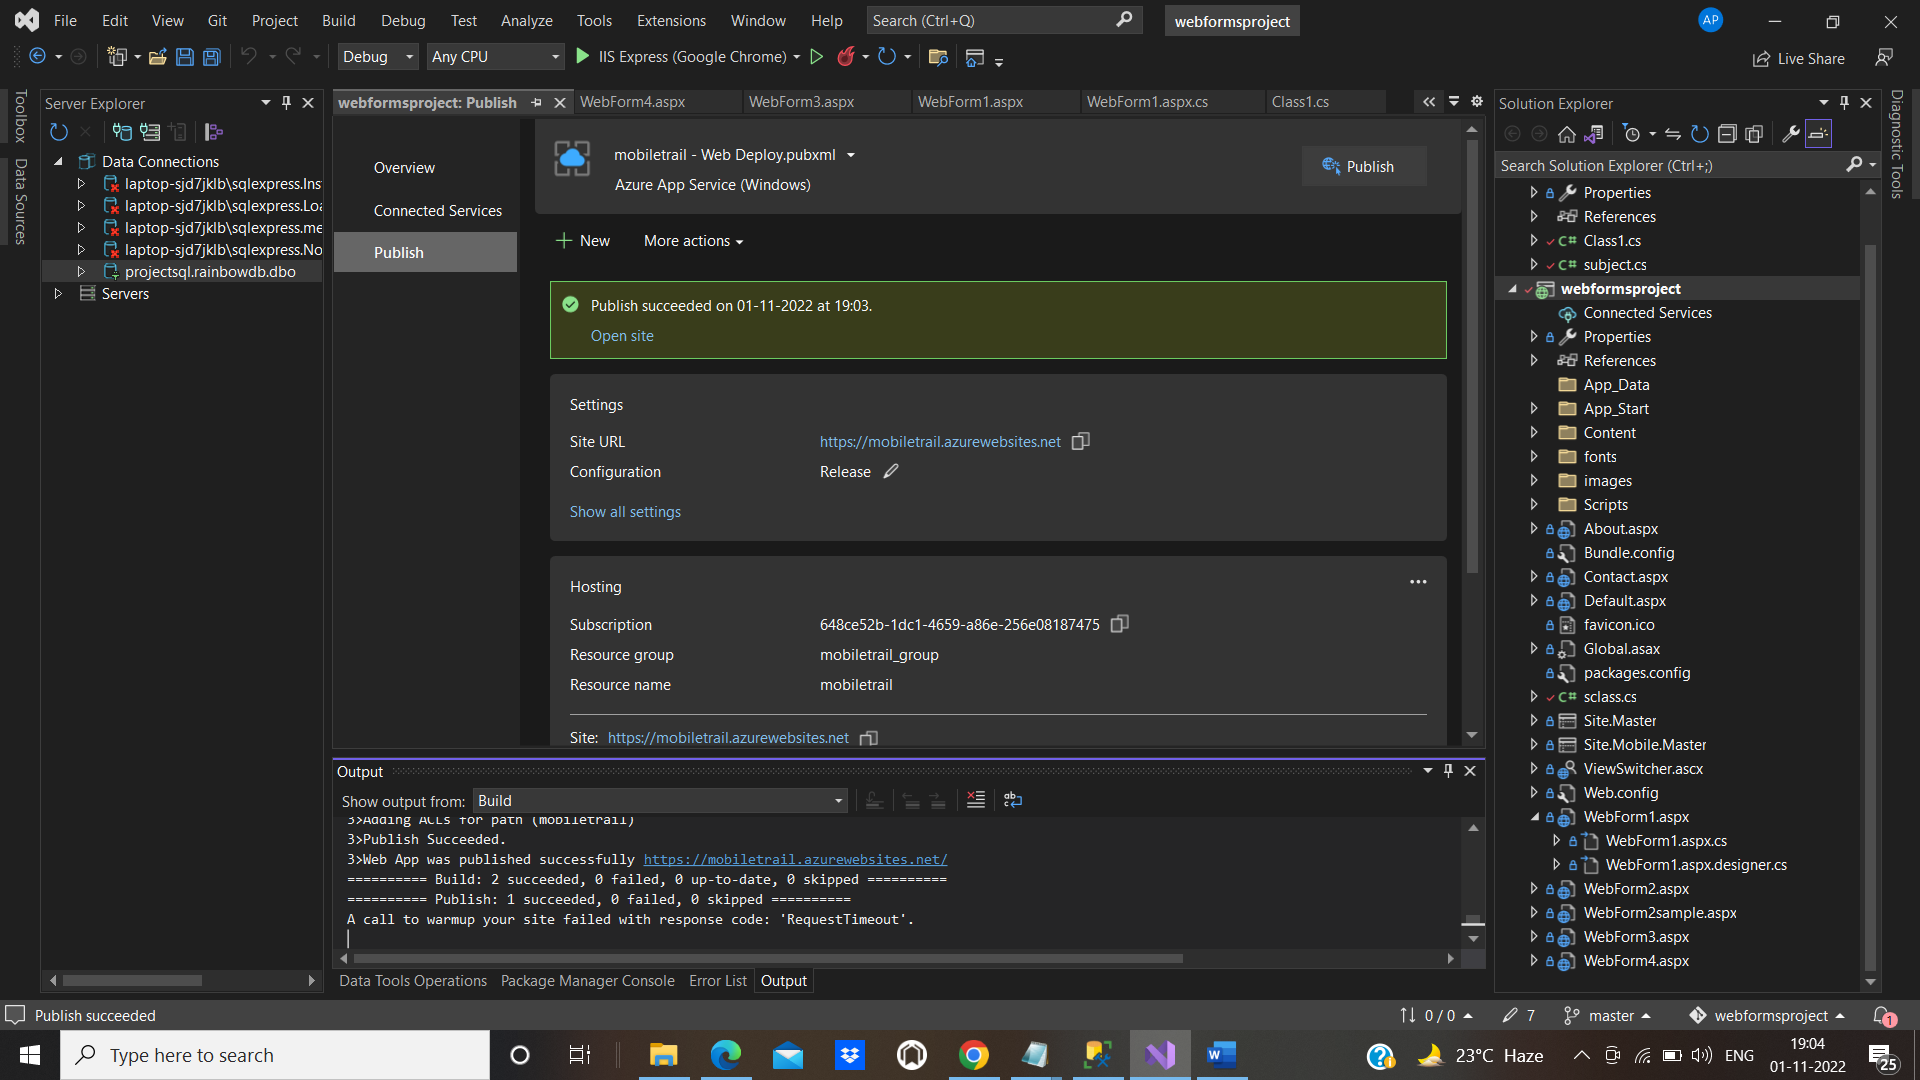 File Edit View Git Project Build Debug Test Analyze Tools Extensions Window Help Search (Ctrl+Q) webformsproject AP
Debug Any CPU IIS Express (Google Chrome) Live Share
Toolbox
Data Sources
Server Explorer
Data Connections
laptop-sjd7jklb\sqlexpress.Ins
laptop-sjd7jklb\sqlexpress.Loa
laptop-sjd7jklb\sqlexpress.me
laptop-sjd7jklb\sqlexpress.No
projectsql.rainbowdb.dbo
Servers
webformsproject: Publish WebForm4.aspx WebForm3.aspx WebForm1.aspx WebForm1.aspx.cs Class1.cs
Overview
Connected Services
Publish
mobiletrail - Web Deploy.pubxml
Azure App Service (Windows)
Publish
New More actions
Publish succeeded on 01-11-2022 at 19:03.
Open site
Settings
Site URL https://mobiletrail.azurewebsites.net
Configuration Release
Show all settings
Hosting
Subscription 648ce52b-1dc1-4659-a86e-256e08187475
Resource group mobiletrail_group
Resource name mobiletrail
Site: https://mobiletrail.azurewebsites.net
Output
Show output from: Build
3>Adding ACLs for path (mobiletrail)
3>Publish Succeeded.
3>Web App was published successfully https://mobiletrail.azurewebsites.net/
========== Build: 2 succeeded, 0 failed, 0 up-to-date, 0 skipped ==========
========== Publish: 1 succeeded, 0 failed, 0 skipped ==========
A call to warmup your site failed with response code: 'RequestTimeout'.
Data Tools Operations Package Manager Console Error List Output
Solution Explorer
Search Solution Explorer (Ctrl+;)
Properties
References
C# Class1.cs
C# subject.cs
webformsproject
Connected Services
Properties
References
App_Data
App_Start
Content
fonts
images
Scripts
About.aspx
Bundle.config
Contact.aspx
Default.aspx
favicon.ico
Global.asax
packages.config
C# sclass.cs
Site.Master
Site.Mobile.Master
ViewSwitcher.ascx
Web.config
WebForm1.aspx
WebForm1.aspx.cs
WebForm1.aspx.designer.cs
WebForm2.aspx
WebForm2sample.aspx
WebForm3.aspx
WebForm4.aspx
Diagnostic Tools
Publish succeeded 0 / 0 7 master webformsproject 1
Type here to search 23°C Haze ENG 19:04
01-11-2022 25